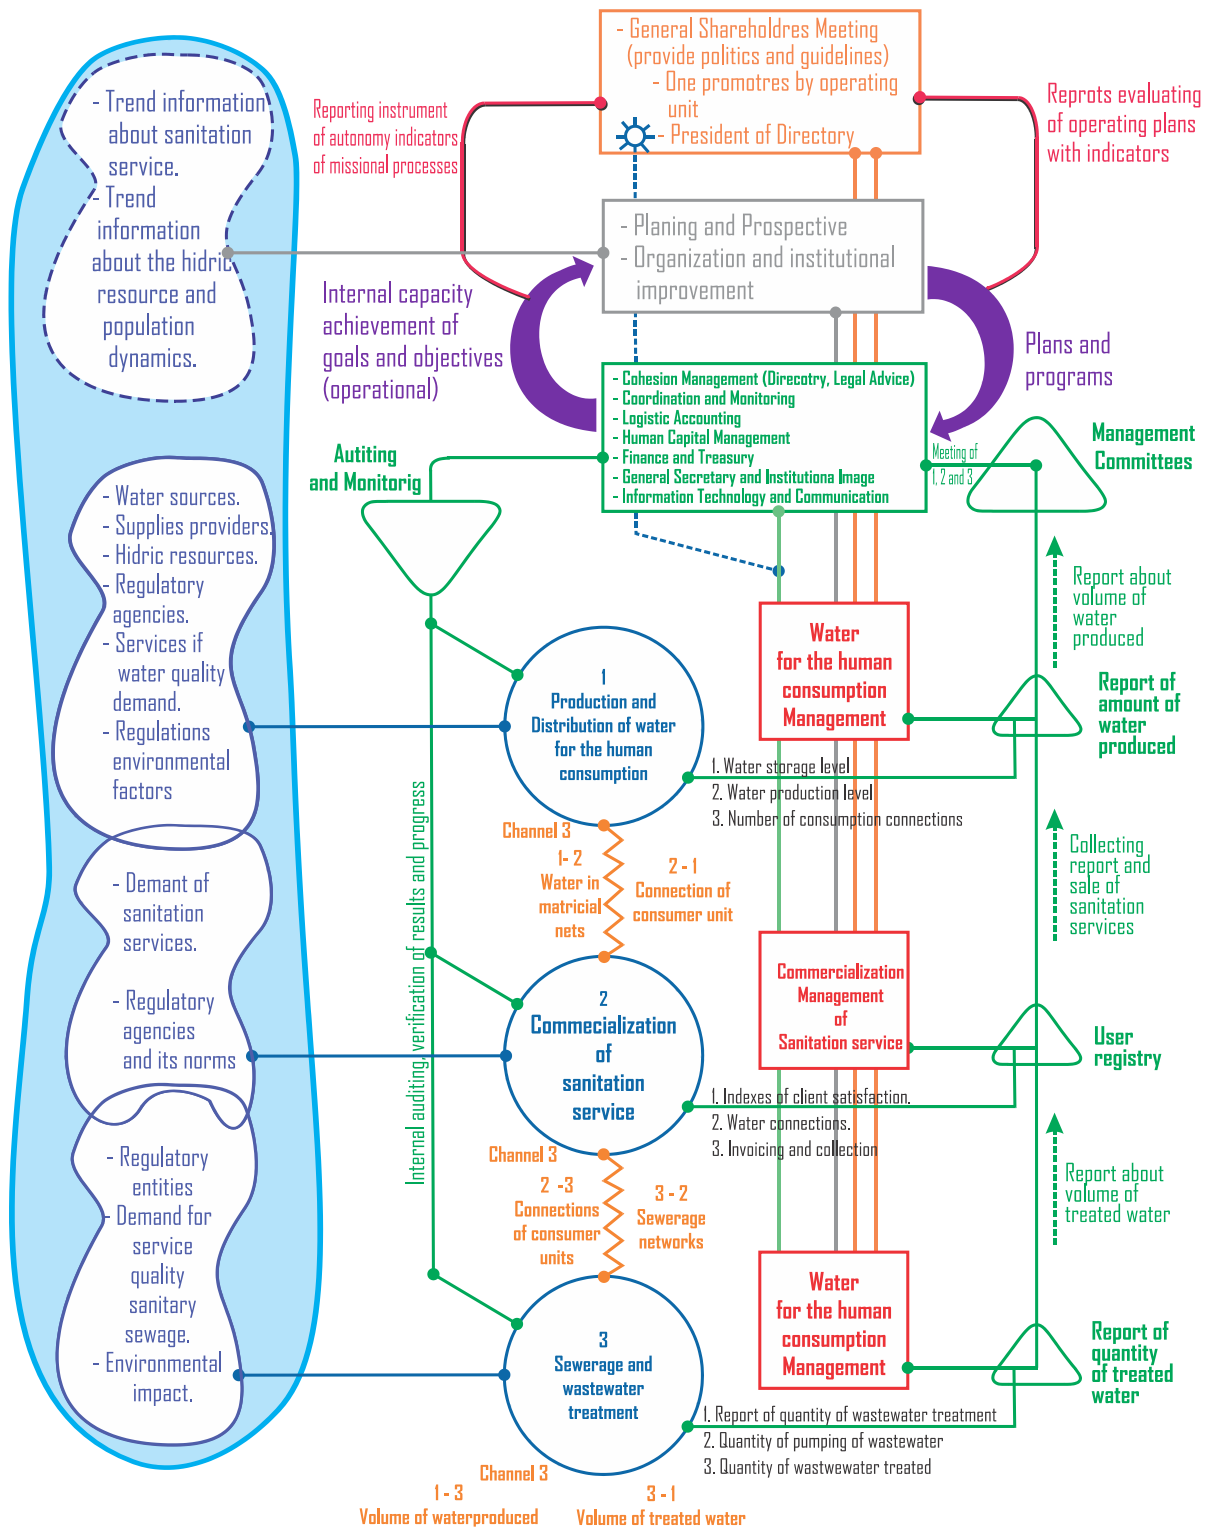 - General Shareholdres Meeting
(provide politics and guidelines)
- One promotres by operating
unit
- President of Directory
Reporting instrument
of autonomy indicators
of missional processes
Reprots evaluating
of operating plans
with indicators
- Trend information
about sanitation
service.
- Trend
information
about the hidric
resource and
population
dynamics.
- Planing and Prospective
- Organization and institutional
improvement
Internal capacity
achievement of
goals and objectives
(operational)
Plans and
programs
- Cohesion Management (Direcotry, Legal Advice)
- Coordination and Monitoring
- Logistic Accounting
- Human Capital Management
- Finance and Treasury
- General Secretary and Institutiona Image
- Information Technology and Communication
Autiting
and Monitorig
Meeting of
1, 2 and 3
Management
Committees
- Water sources.
- Supplies providers.
- Hidric resources.
- Regulatory
agencies.
- Services if
water quality
demand.
- Regulations
environmental
factors
Report about
volume of
water
produced
Water
for the human
consumption
Management
1
Production and
Distribution of water
for the human
consumption
Report of
amount of
water
produced
1. Water storage level
2. Water production level
3. Number of consumption connections
Internal auditing, verification of results and progress
Channel 3
1- 2
Water in
matricial
nets
2 - 1
Connection of
consumer unit
Collecting
report and
sale of
sanitation
services
- Demant of
sanitation
services.
- Regulatory
agencies
and its norms
2
Commecialization
of
sanitation
service
Commercialization
Management
of
Sanitation service
User
registry
1. Indexes of client satisfaction.
2. Water connections.
3. Invoicing and collection
Channel 3
2 -3
Connections
of consumer
units
3 - 2
Sewerage
networks
Report about
volume of
treated water
- Regulatory
entities
- Demand for
service
quality
sanitary
sewage.
- Environmental
impact.
3
Sewerage and
wastewater
treatment
Water
for the human
consumption
Management
Report of
quantity
of treated
water
1. Report of quantity of wastewater treatment
2. Quantity of pumping of wastewater
3. Quantity of wastwewater treated
Channel 3
1 - 3
Volume of waterproduced
3 - 1
Volume of treated water